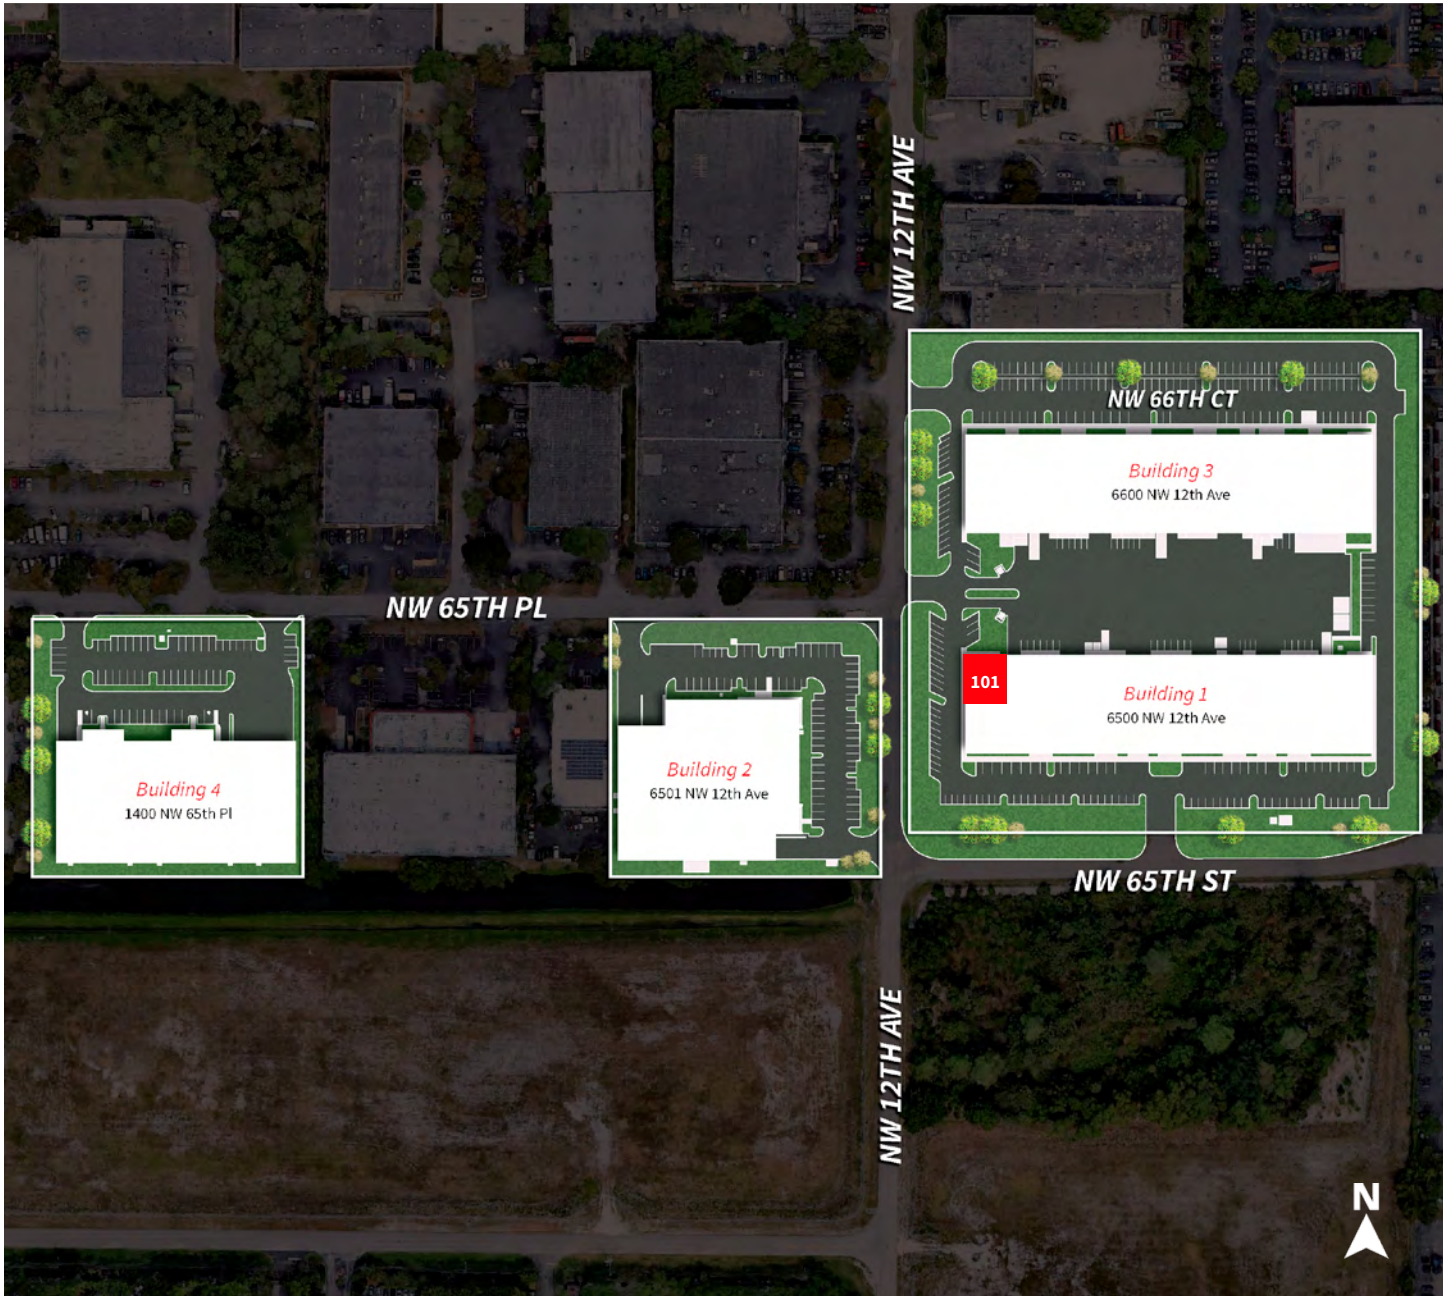 NW 12TH AVE
NW 66TH CT
Building 3
6600 NW 12th Ave
NW 65TH PL
101
Building 1
6500 NW 12th Ave
Building 2
6501 NW 12th Ave
Building 4
1400 NW 65th Pl
NW 65TH ST
NW 12TH AVE
N